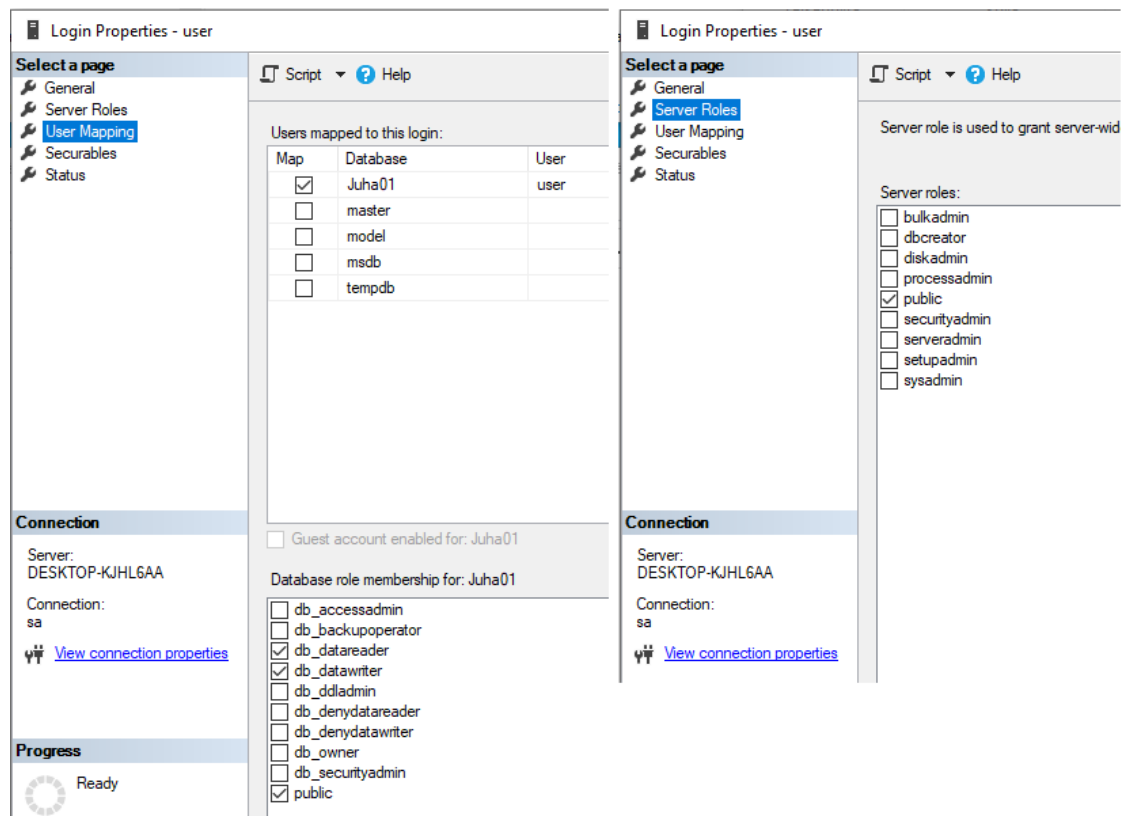 Login Properties - user
Select a page
General
Server Roles
User Mapping
Securables
Status
Script
Help
Users mapped to this login:
Map Database User
Juha01 user
master
model
msdb
tempdb
Guest account enabled for: Juha01
Database role membership for: Juha01
db_accessadmin
db_backupoperator
db_datareader
db_datawriter
db_ddladmin
db_denydatareader
db_denydatawriter
db_owner
db_securityadmin
public
Connection
Server:
DESKTOP-KJHL6AA
Connection:
sa
View connection properties
Progress
Ready
Login Properties - user
Select a page
General
Server Roles
User Mapping
Securables
Status
Script
Help
Server role is used to grant server-wid
Server roles:
bulkadmin
dbcreator
diskadmin
processadmin
public
securityadmin
serveradmin
setupadmin
sysadmin
Connection
Server:
DESKTOP-KJHL6AA
Connection:
sa
View connection properties